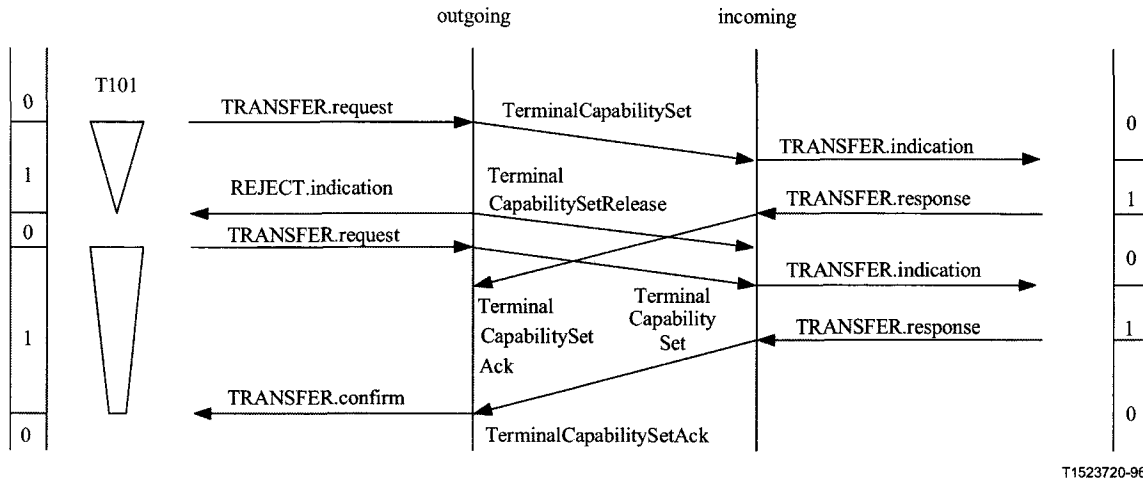 outgoing
incoming
T101
0
TRANSFER.request
TerminalCapabilitySet
0
TRANSFER.indication
1
REJECT.indication
Terminal
CapabilitySetRelease
TRANSFER.response
1
0
TRANSFER.request
0
TRANSFER.indication
Terminal
CapabilitySet
Ack
Terminal
Capability
Set
1
TRANSFER.response
1
TRANSFER.confirm
0
0
TerminalCapabilitySetAck
T1523720-96